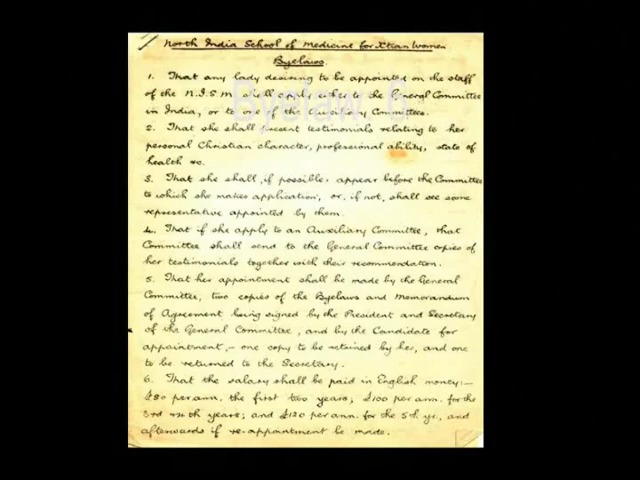 North India School of Medicine for Xtian Women
Byelaws.
1. That any lady desiring to be appointed on the staff
of the N.I.S.M. shall apply either to the General Committee
in India, or to one of the Auxiliary Committees.
Byelaw 6
2. That she shall present testimonials relating to her
personal Christian character, professional ability, state of
health &c.
3. That she shall, if possible, appear before the Committee
to which she makes application, or, if not, shall see some
representative appointed by them.
4. That if she apply to an Auxiliary Committee, that
Committee shall send to the General Committee copies of
her testimonials together with their recommendation.
5. That her appointment shall be made by the General
Committee, two copies of the Byelaws and Memorandum
of Agreement being signed by the President and Secretary
of the General Committee, and by the Candidate for
appointment, – one copy to be retained by her, and one
to be returned to the Secretary.
6. That the salary shall be paid in English money:–
£80 per ann. the first two years; £100 per ann. for the
3rd & 4th years; and £120 per ann. for the 5th yr., and
afterwards if re-appointment be made.